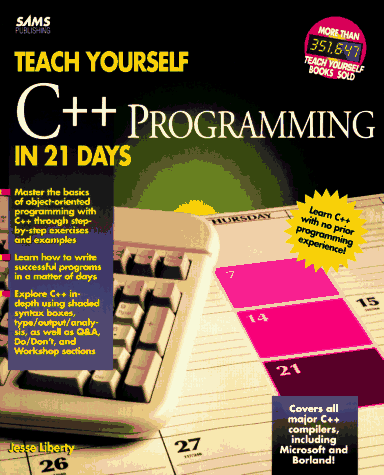 SAMS
PUBLISHING
MORE THAN
351,647
TEACH YOURSELF
BOOKS SOLD
TEACH YOURSELF
C++ PROGRAMMING
IN 21 DAYS
Master the basics
of object-oriented
programming with
C++ through step-
by-step exercises
and examples
Learn how to write
successful programs
in a matter of days
Explore C++ in-
depth using shaded
syntax boxes,
type/output/analy-
sis, as well as Q&A,
Do/Don't, and
Workshop sections
Learn C++
with no prior
programming
experience!
THURSDAY
7
14
15
21
Covers all
major C++
compilers,
including
Microsoft and
Borland!
Jesse Liberty
26
27